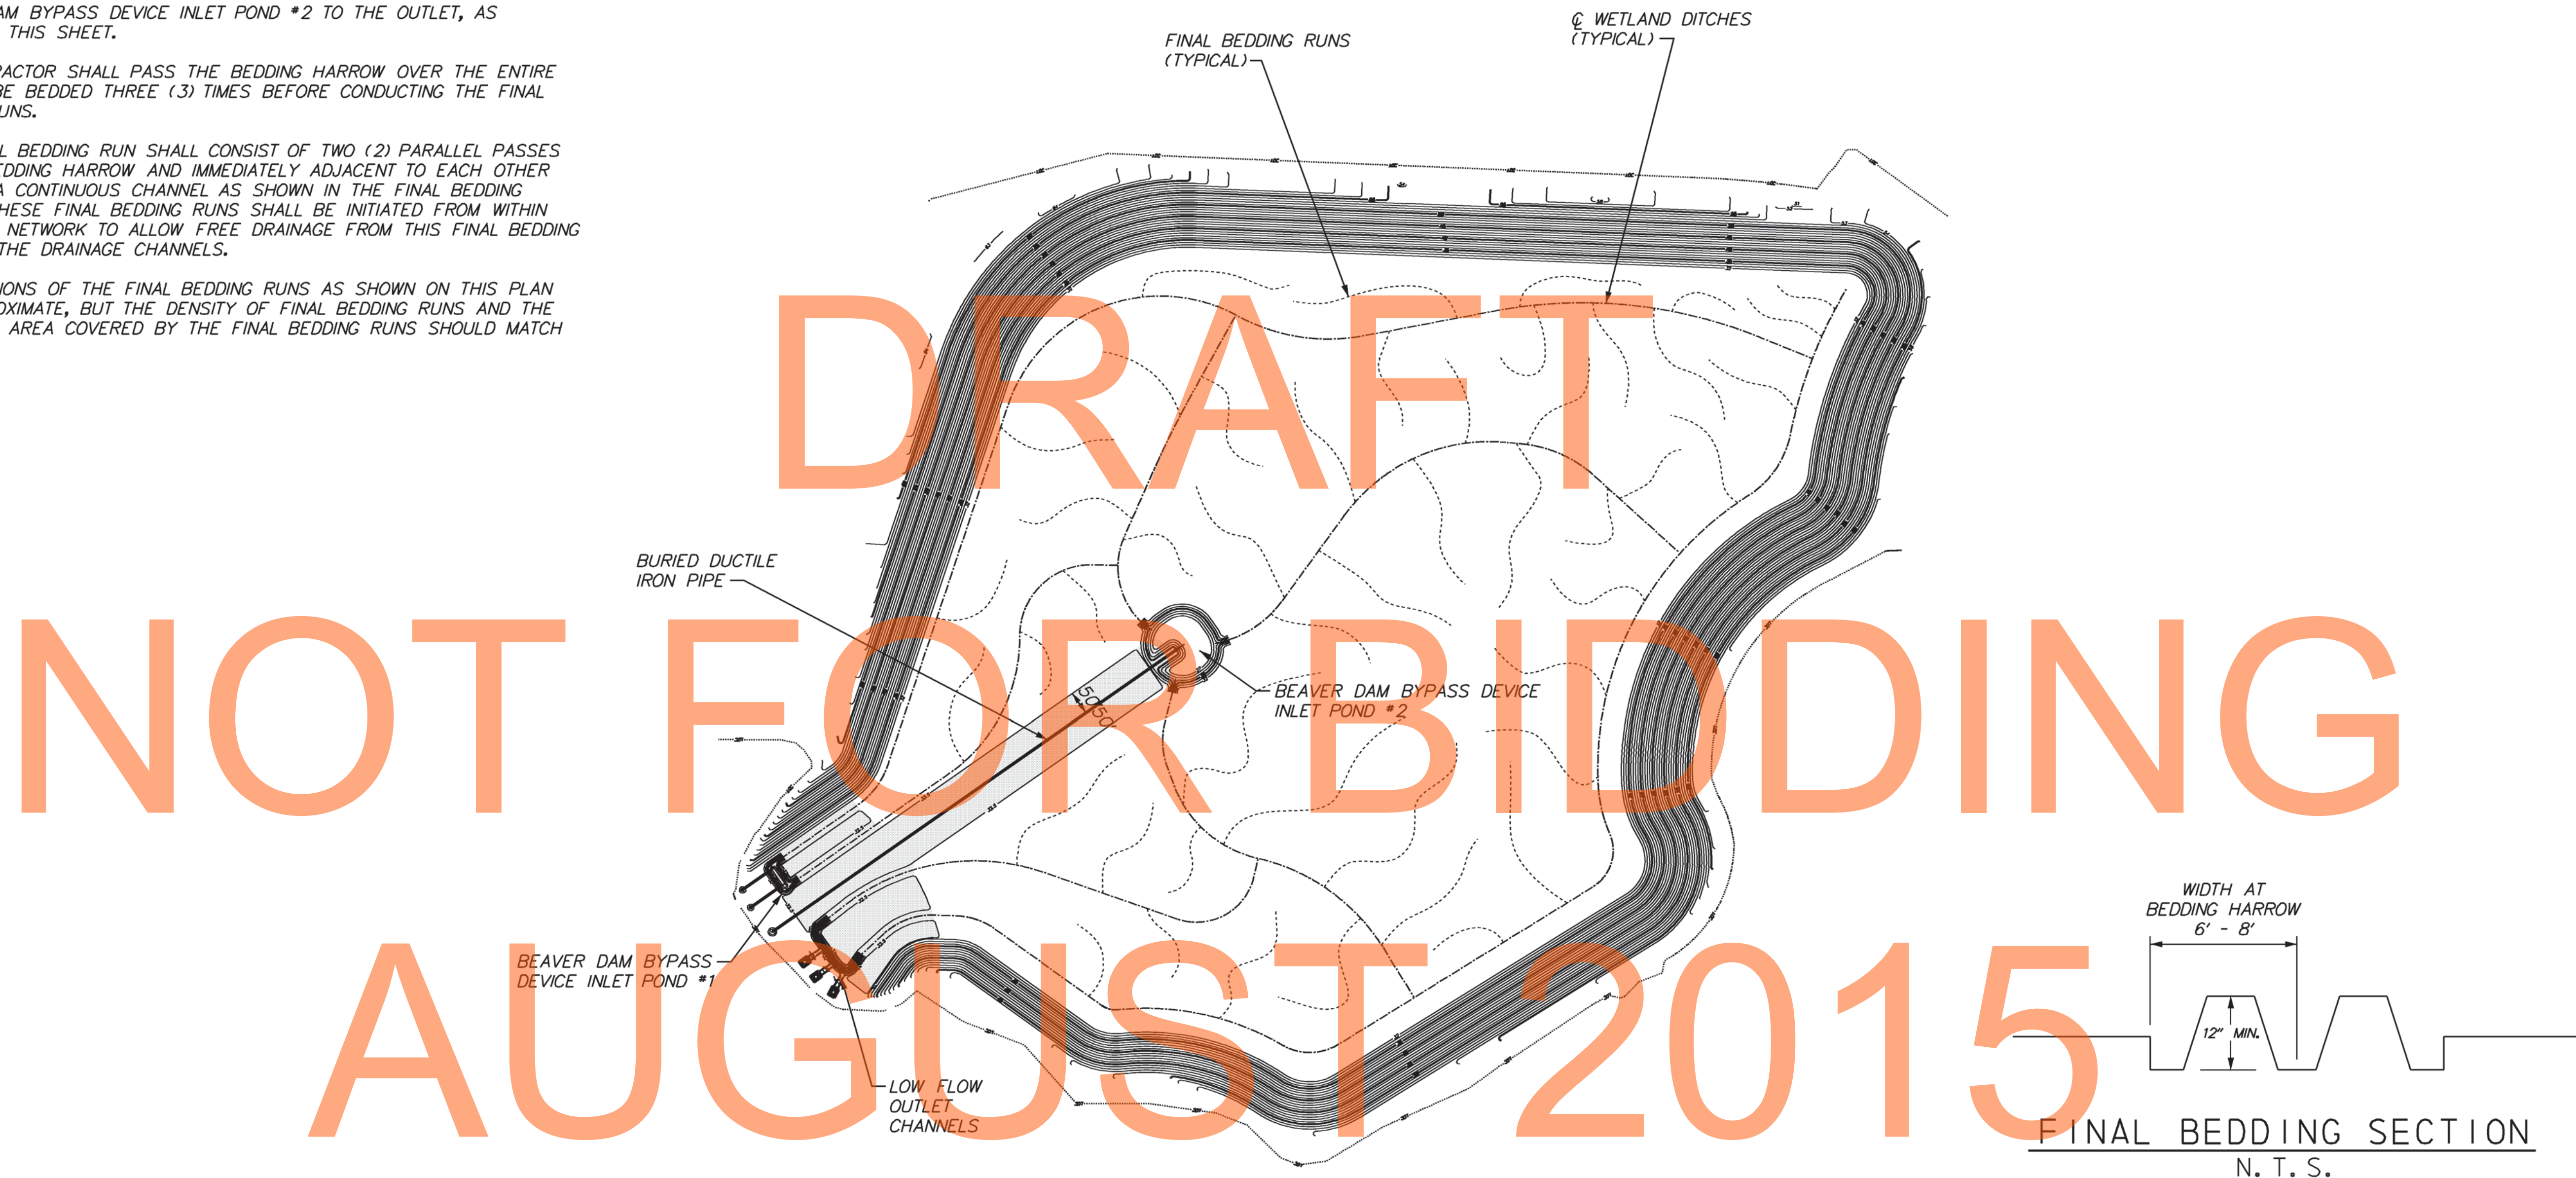 AM BYPASS DEVICE INLET POND #2 TO THE OUTLET, AS
THIS SHEET.
RACTOR SHALL PASS THE BEDDING HARROW OVER THE ENTIRE
BE BEDDED THREE (3) TIMES BEFORE CONDUCTING THE FINAL
UNS.
L BEDDING RUN SHALL CONSIST OF TWO (2) PARALLEL PASSES
EDDING HARROW AND IMMEDIATELY ADJACENT TO EACH OTHER
A CONTINUOUS CHANNEL AS SHOWN IN THE FINAL BEDDING
HESE FINAL BEDDING RUNS SHALL BE INITIATED FROM WITHIN
NETWORK TO ALLOW FREE DRAINAGE FROM THIS FINAL BEDDING
THE DRAINAGE CHANNELS.
IONS OF THE FINAL BEDDING RUNS AS SHOWN ON THIS PLAN
OXIMATE, BUT THE DENSITY OF FINAL BEDDING RUNS AND THE
AREA COVERED BY THE FINAL BEDDING RUNS SHOULD MATCH
FINAL BEDDING RUNS
(TYPICAL)
℄ WETLAND DITCHES
(TYPICAL)
DRAFT
BURIED DUCTILE
IRON PIPE
NOT FOR BIDDING
50' 50'
BEAVER DAM BYPASS DEVICE
INLET POND #2
BEAVER DAM BYPASS
DEVICE INLET POND #1
AUGUST 2015
LOW FLOW
OUTLET
CHANNELS
WIDTH AT
BEDDING HARROW
6' - 8'
12" MIN.
FINAL BEDDING SECTION
N.T.S.